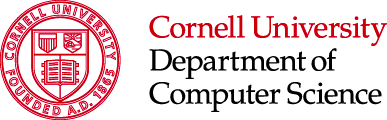 CORNELL UNIVERSITY
FOUNDED A.D. 1865
Cornell University
Department of
Computer Science